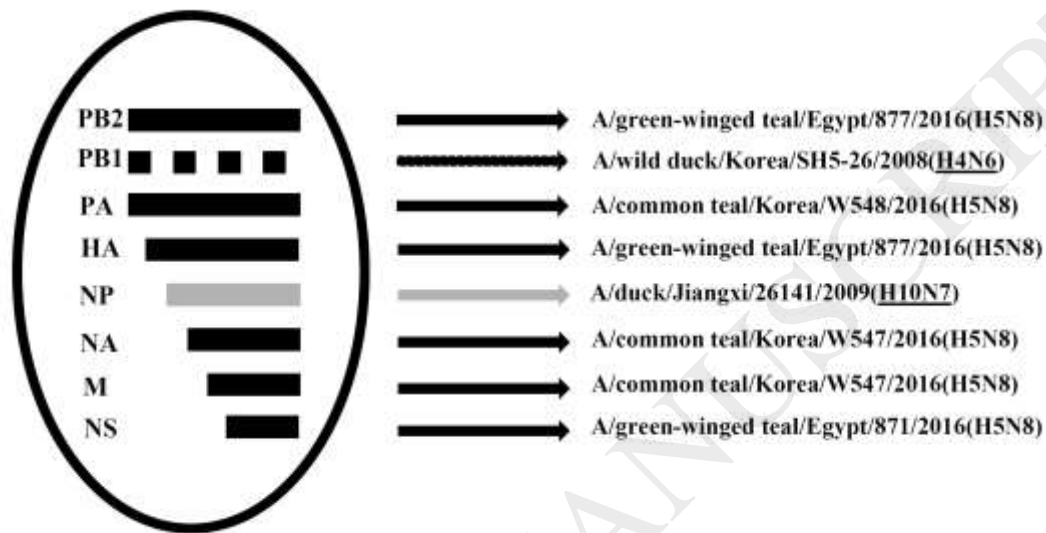 PB2 A/green-winged teal/Egypt/877/2016(H5N8)
PB1 A/wild duck/Korea/SH5-26/2008(H4N6)
PA A/common teal/Korea/W548/2016(H5N8)
HA A/green-winged teal/Egypt/877/2016(H5N8)
NP A/duck/Jiangxi/26141/2009(H10N7)
NA A/common teal/Korea/W547/2016(H5N8)
M A/common teal/Korea/W547/2016(H5N8)
NS A/green-winged teal/Egypt/871/2016(H5N8)
ANUSCRIP